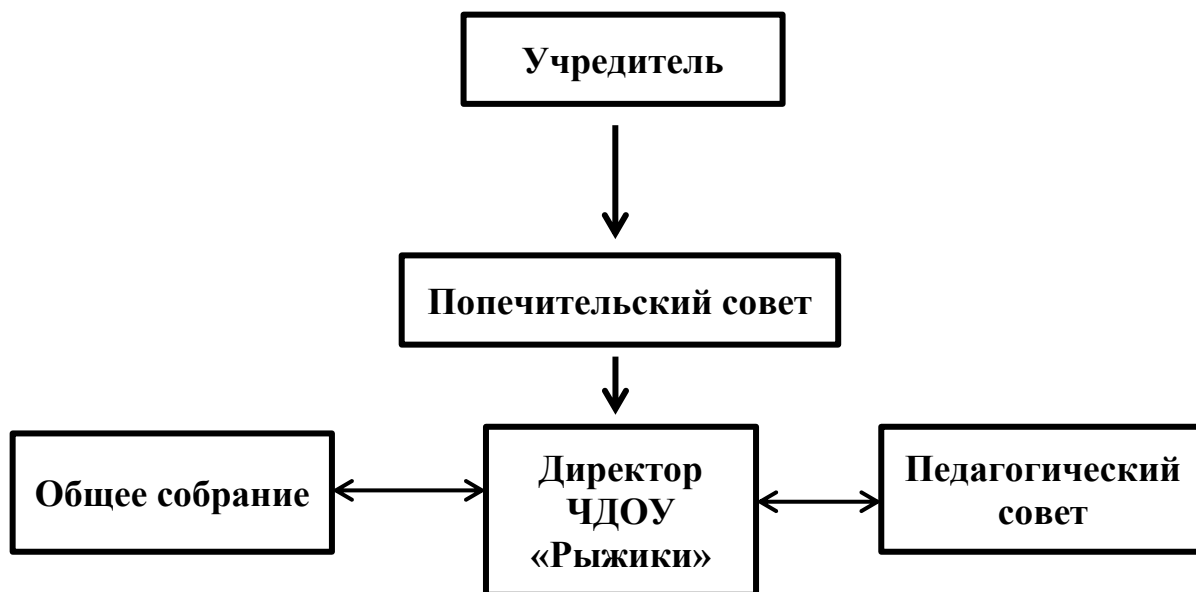 Учредитель
Попечительский совет
Общее собрание
Директор
ЧДОУ
«Рыжики»
Педагогический
совет